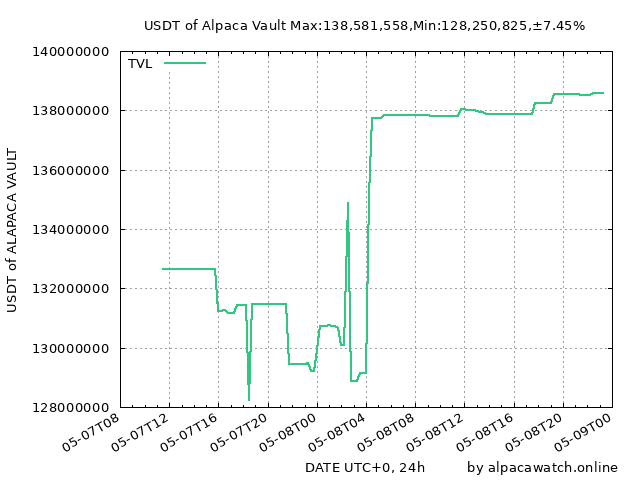 USDT of Alpaca Vault Max:138,581,558,Min:128,250,825,±7.45%
140000000
TVL
138000000
136000000
134000000
132000000
130000000
128000000
USDT of ALAPACA VAULT
05-07T08
05-07T12
05-07T16
05-07T20
05-08T00
05-08T04
05-08T08
05-08T12
05-08T16
05-08T20
05-09T00
DATE UTC+0, 24h
by alpacawatch.online